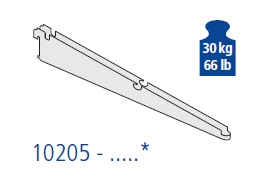 30 kg
66 lb
10205 - .....*